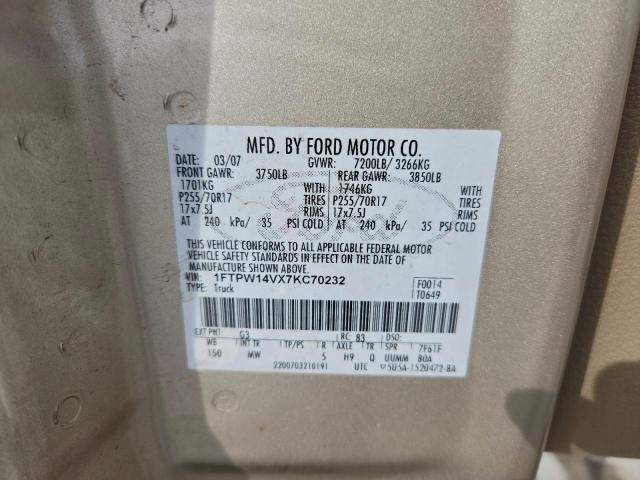 MFD. BY FORD MOTOR CO.
DATE: 03/07 GVWR: 7200LB/ 3266KG
FRONT GAWR: 3750LB REAR GAWR: 3850LB
1701KG WITH 1746KG WITH
P255/70R17 TIRES P255/70R17 TIRES
17x7.5J RIMS 17x7.5J RIMS
AT 240 kPa/ 35 PSI COLD AT 240 kPa/ 35 PSI COLD
THIS VEHICLE CONFORMS TO ALL APPLICABLE FEDERAL MOTOR
VEHICLE SAFETY STANDARDS IN EFFECT ON THE DATE OF
MANUFACTURE SHOWN ABOVE.
VIN: 1FTPW14VX7KC70232 F0014
TYPE: Truck T0649
EXT PNT: G3 RC: 83 DSO:
WB INT TR TP/PS R AXLE TR SPR 7F61F
150 MW 5 H9 Q UUMM B0A
2200703210191 UTC 5U5A-1520472-BA